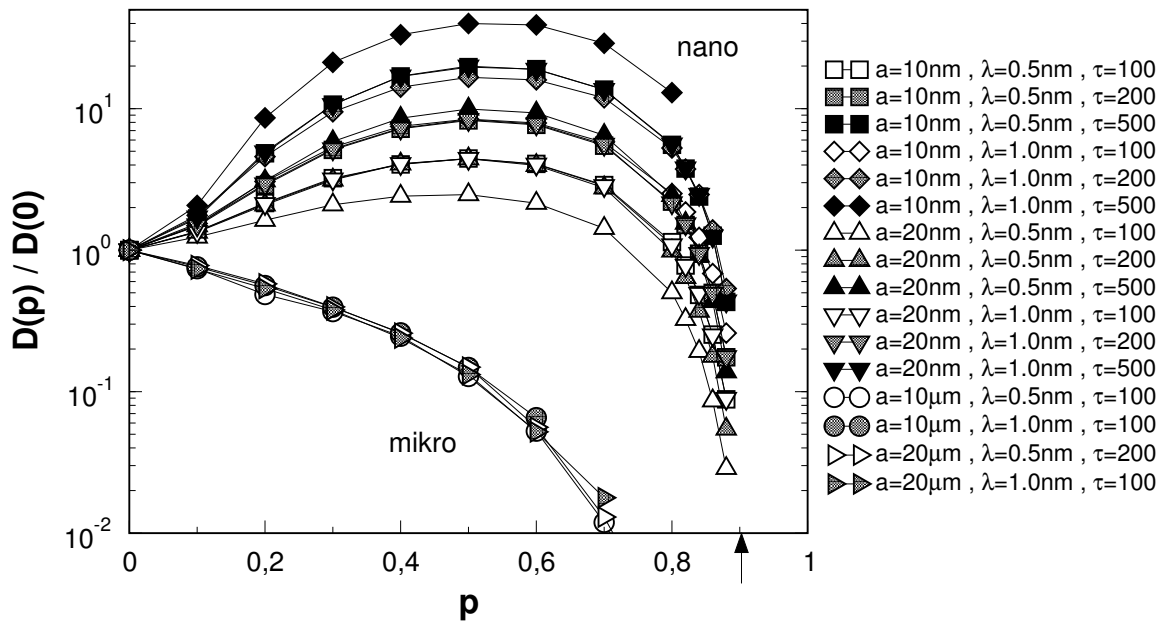 D(p) / D(0)
10^1
10^0
10^-1
10^-2
nano
mikro
0
0,2
0,4
0,6
0,8
1
p
a=10nm , λ=0.5nm , τ=100
a=10nm , λ=0.5nm , τ=200
a=10nm , λ=0.5nm , τ=500
a=10nm , λ=1.0nm , τ=100
a=10nm , λ=1.0nm , τ=200
a=10nm , λ=1.0nm , τ=500
a=20nm , λ=0.5nm , τ=100
a=20nm , λ=0.5nm , τ=200
a=20nm , λ=0.5nm , τ=500
a=20nm , λ=1.0nm , τ=100
a=20nm , λ=1.0nm , τ=200
a=20nm , λ=1.0nm , τ=500
a=10μm , λ=0.5nm , τ=100
a=10μm , λ=1.0nm , τ=200
a=20μm , λ=0.5nm , τ=200
a=20μm , λ=1.0nm , τ=100